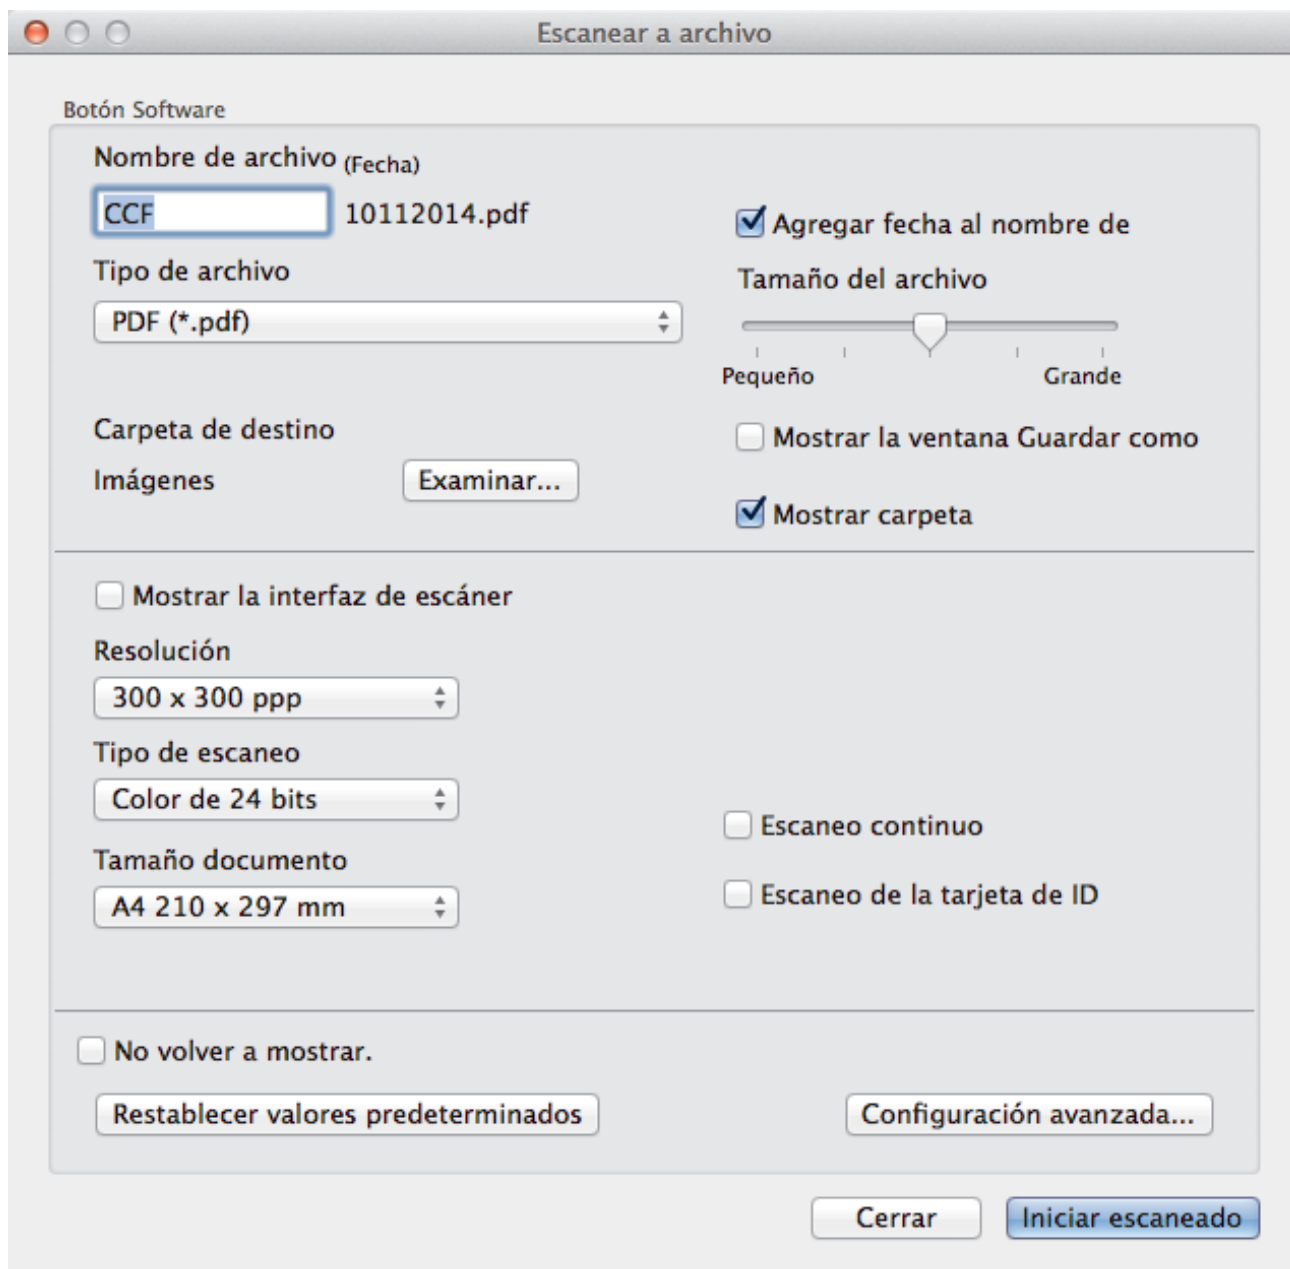 Escanear a archivo
Botón Software
Nombre de archivo (Fecha)
CCF 10112014.pdf
Agregar fecha al nombre de
Tipo de archivo
Tamaño del archivo
PDF (*.pdf)
Pequeño Grande
Carpeta de destino
Mostrar la ventana Guardar como
Imágenes Examinar...
Mostrar carpeta
Mostrar la interfaz de escáner
Resolución
300 x 300 ppp
Tipo de escaneo
Color de 24 bits
Escaneo continuo
Tamaño documento
A4 210 x 297 mm
Escaneo de la tarjeta de ID
No volver a mostrar.
Restablecer valores predeterminados Configuración avanzada...
Cerrar Iniciar escaneado